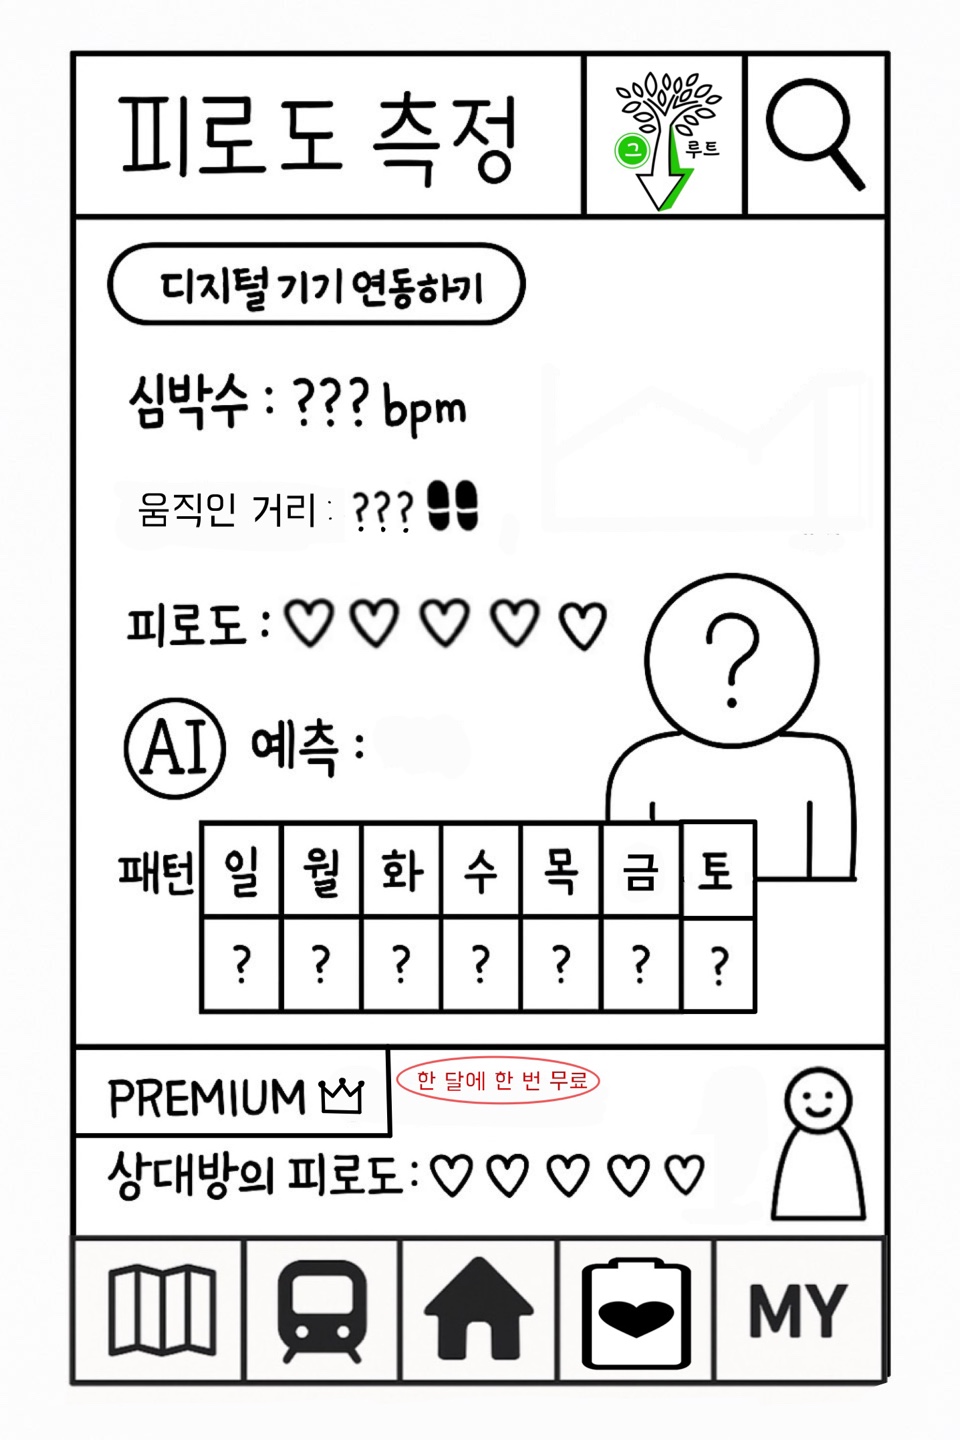 피로도 측정
그 루트
디지털 기기 연동하기
심박수 : ??? bpm
움직인 거리 : ???
피로도 :
?
AI 예측 :
패턴 일 월 화 수 목 금 토
? ? ? ? ? ? ?
PREMIUM
한 달에 한 번 무료
상대방의 피로도 :
MY